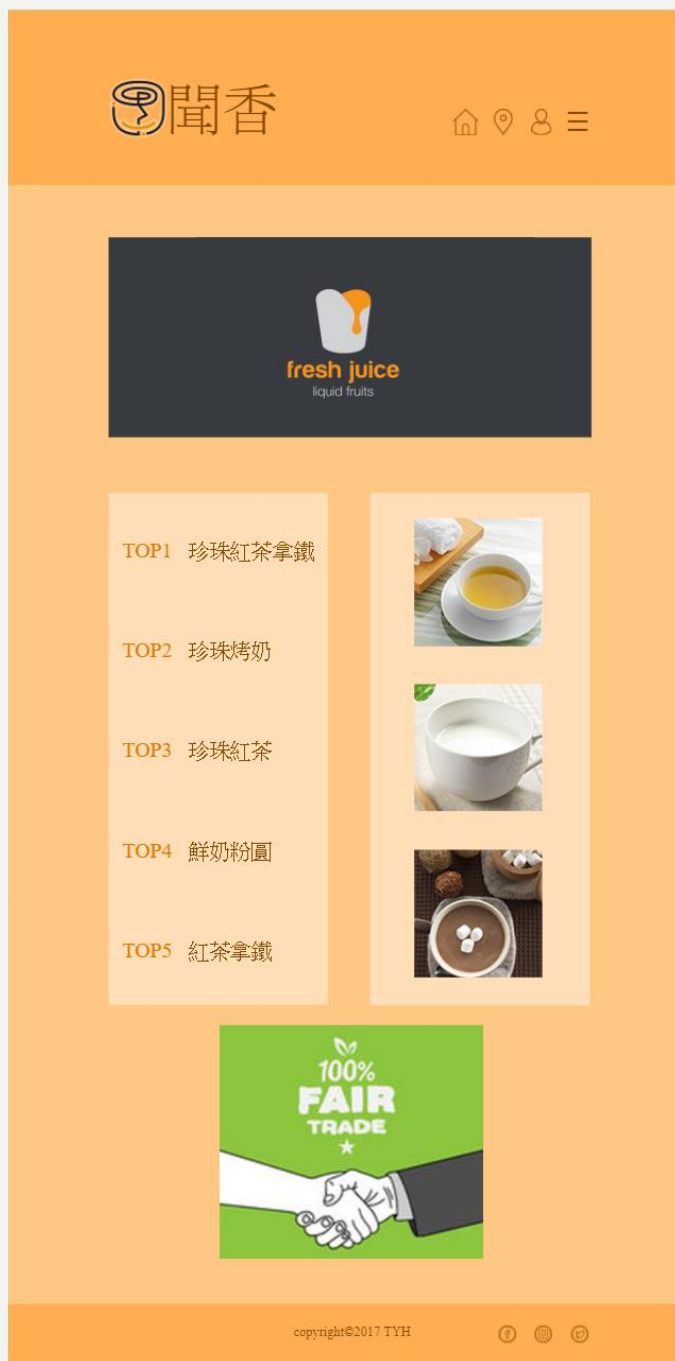 聞香
fresh juice
liquid fruits
TOP1 珍珠紅茶拿鐵
TOP2 珍珠烤奶
TOP3 珍珠紅茶
TOP4 鮮奶粉圓
TOP5 紅茶拿鐵
100%
FAIR
TRADE
copyright©2017 TYH